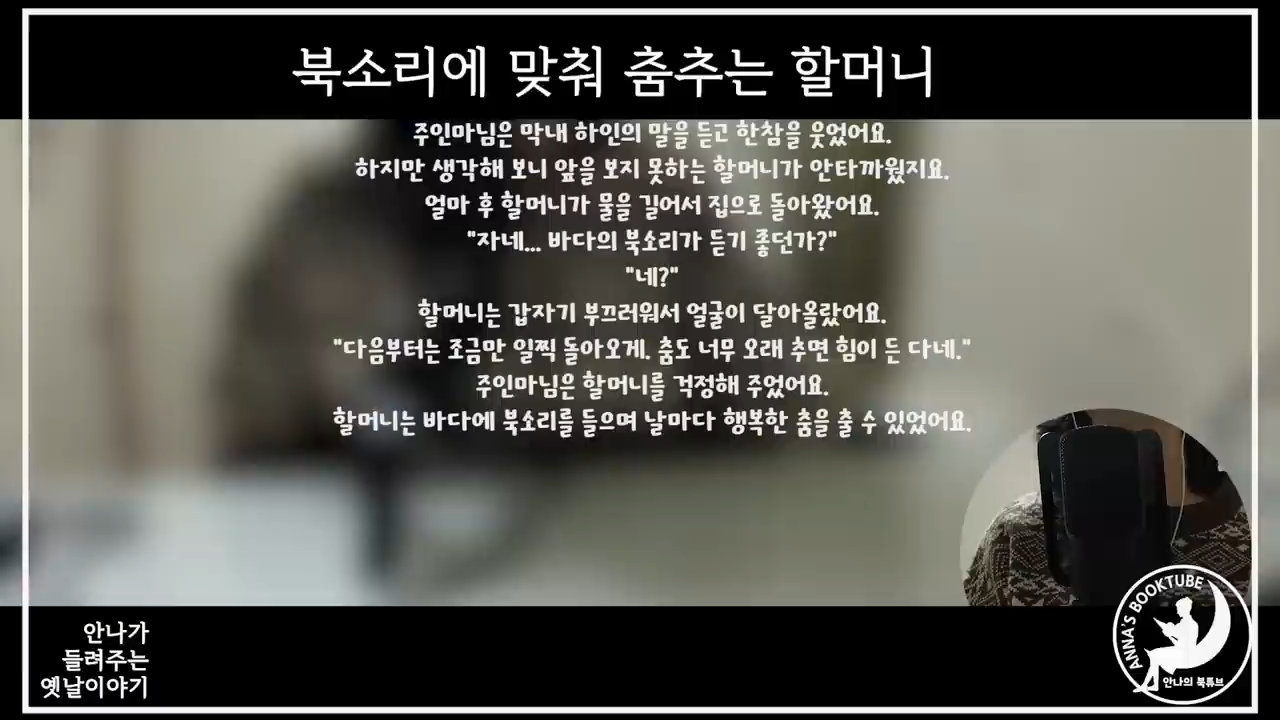 북소리에 맞춰 춤추는 할머니
주인마님은 막내 하인의 말을 듣고 한참을 웃었어요.
하지만 생각해 보니 앞을 보지 못하는 할머니가 안타까웠지요.
얼마 후 할머니가 물을 길어서 집으로 돌아왔어요.
"자네... 바다의 북소리가 듣기 좋던가?"
"네?"
할머니는 갑자기 부끄러워서 얼굴이 달아올랐어요.
"다음부터는 조금만 일찍 돌아오게. 춤도 너무 오래 추면 힘이 든 다네."
주인마님은 할머니를 걱정해 주었어요.
할머니는 바다에 북소리를 들으며 날마다 행복한 춤을 출 수 있었어요.
안나가
들려주는
옛날이야기
ANNA'S BOOKTUBE
안나의 북튜브